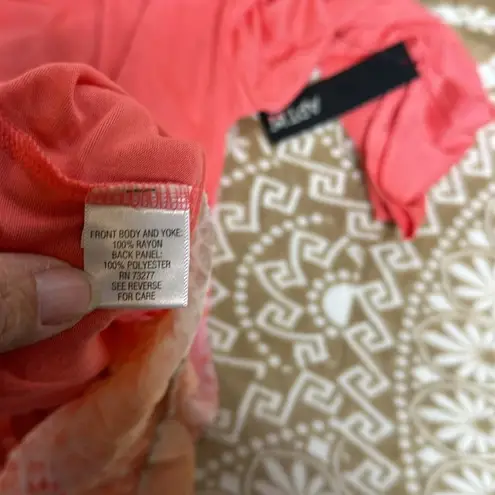 FRONT BODY AND YOKE:
100% RAYON
BACK PANEL:
100% POLYESTER
RN 73277
SEE REVERSE
FOR CARE